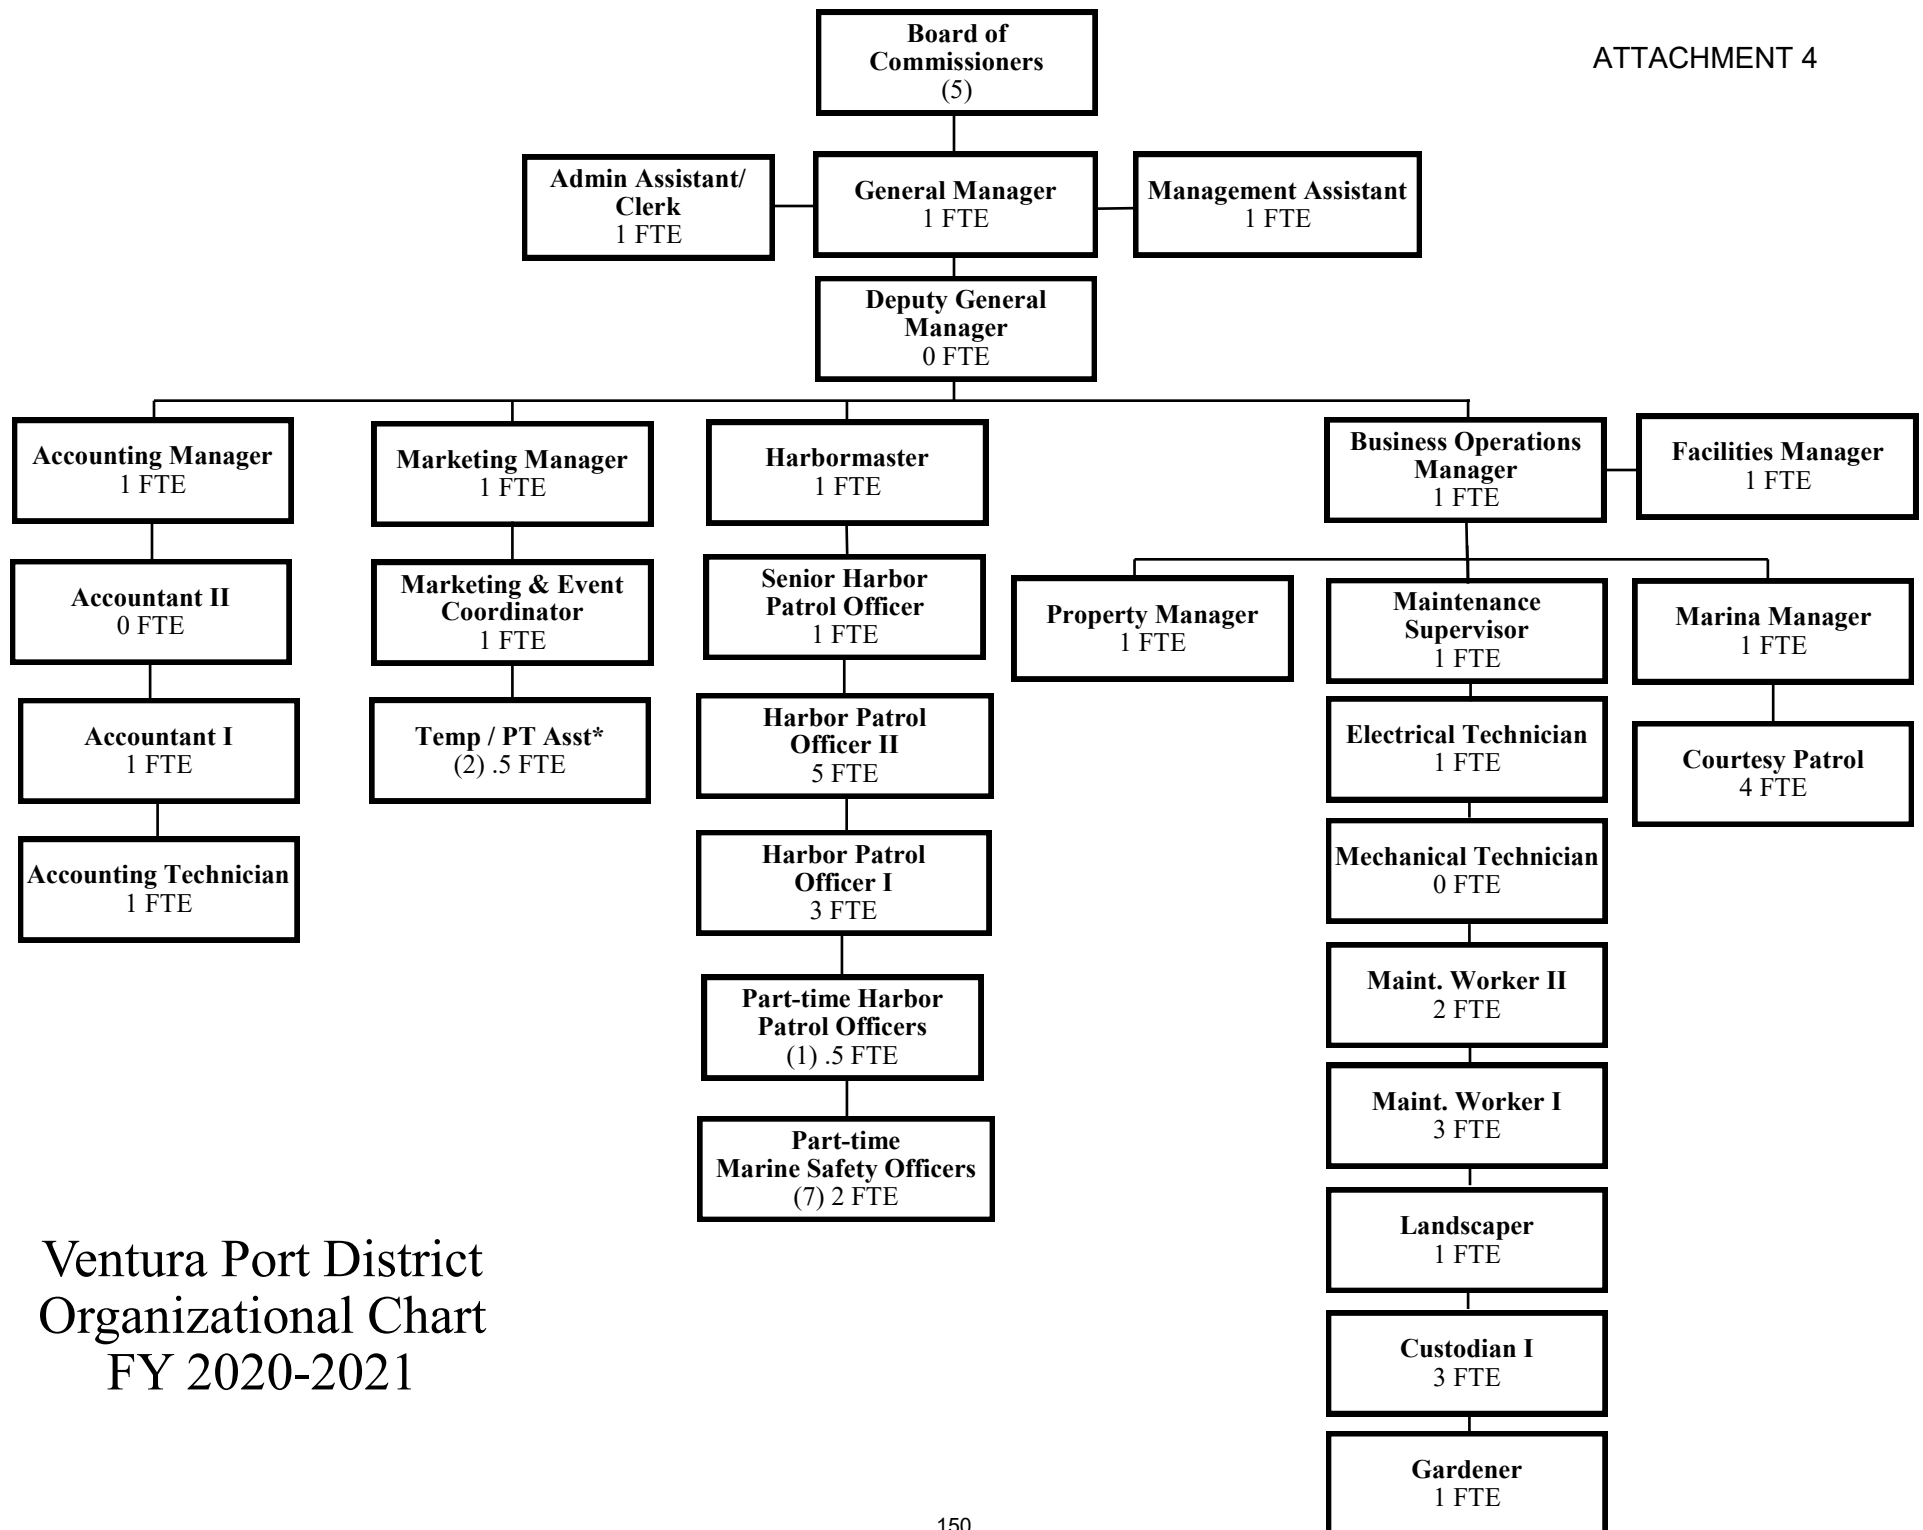 ATTACHMENT 4
Board of
Commissioners
(5)
Admin Assistant/
Clerk
1 FTE
General Manager
1 FTE
Management Assistant
1 FTE
Deputy General
Manager
0 FTE
Accounting Manager
1 FTE
Marketing Manager
1 FTE
Harbormaster
1 FTE
Business Operations
Manager
1 FTE
Facilities Manager
1 FTE
Accountant II
0 FTE
Marketing & Event
Coordinator
1 FTE
Senior Harbor
Patrol Officer
1 FTE
Property Manager
1 FTE
Maintenance
Supervisor
1 FTE
Marina Manager
1 FTE
Accountant I
1 FTE
Temp / PT Asst*
(2) .5 FTE
Harbor Patrol
Officer II
5 FTE
Electrical Technician
1 FTE
Courtesy Patrol
4 FTE
Accounting Technician
1 FTE
Harbor Patrol
Officer I
3 FTE
Mechanical Technician
0 FTE
Part-time Harbor
Patrol Officers
(1) .5 FTE
Maint. Worker II
2 FTE
Part-time
Marine Safety Officers
(7) 2 FTE
Maint. Worker I
3 FTE
Landscaper
1 FTE
Custodian I
3 FTE
Gardener
1 FTE
Ventura Port District
Organizational Chart
FY 2020-2021
150